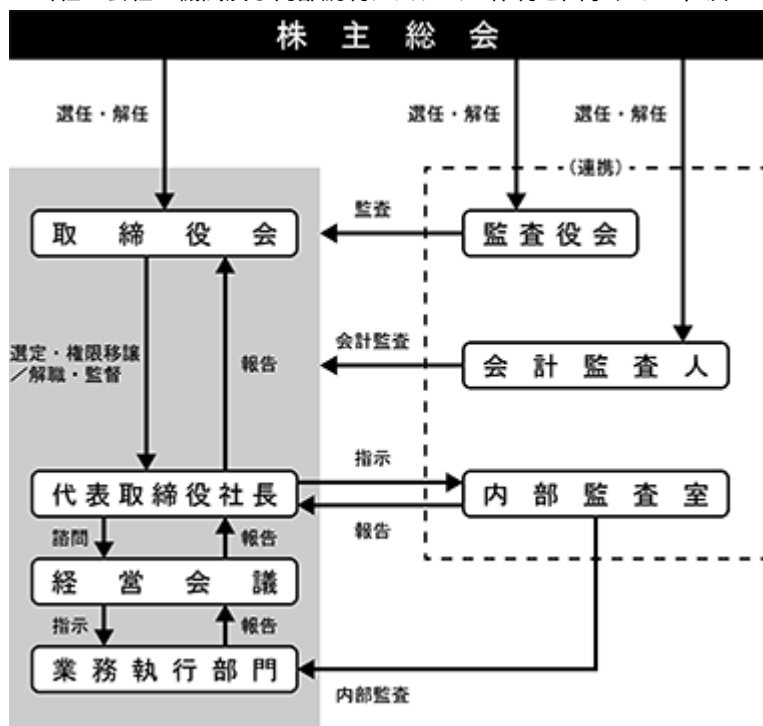 株主総会
選任・解任
選任・解任
選任・解任
(連携)
取締役会
監査
監査役会
選定・権限移譲
／解職・監督
報告
会計監査
会計監査人
代表取締役社長
指示
報告
内部監査室
諮問
報告
経営会議
指示
報告
業務執行部門
内部監査